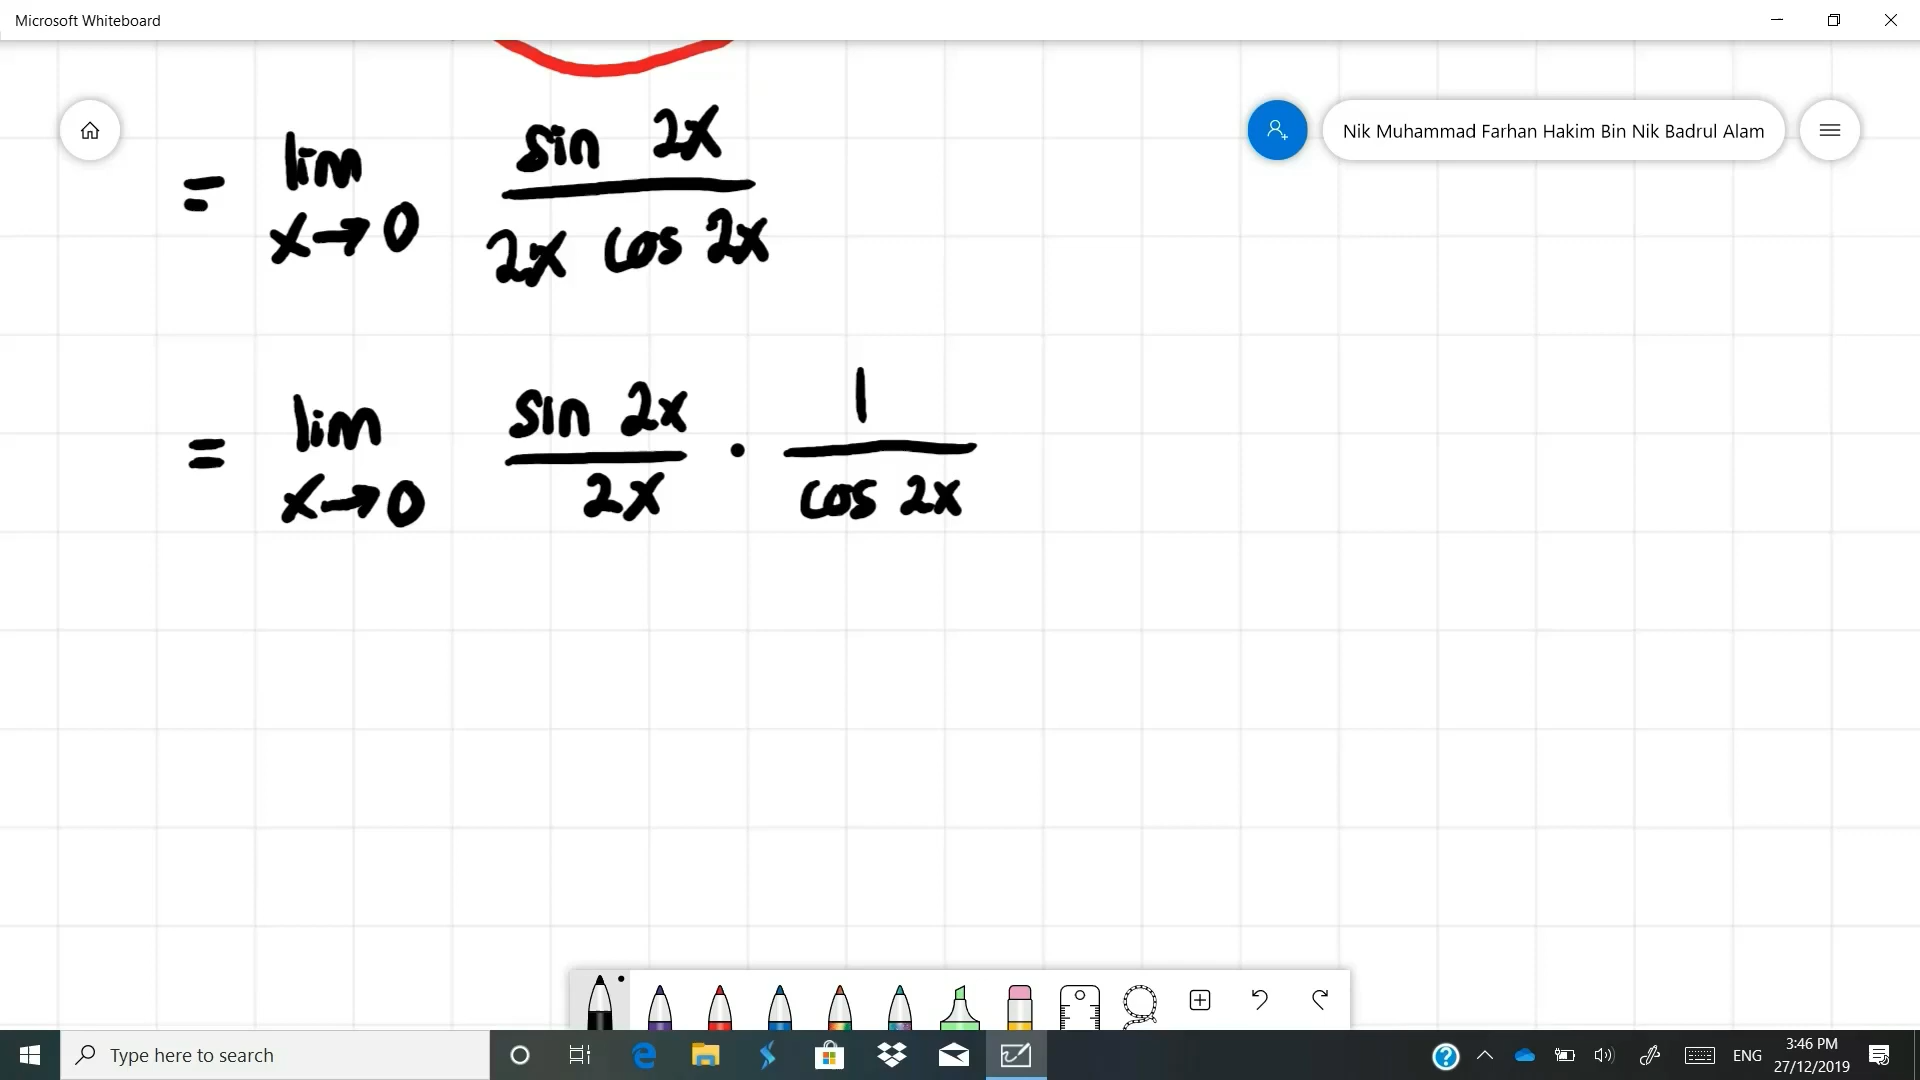 Microsoft Whiteboard
Nik Muhammad Farhan Hakim Bin Nik Badrul Alam
= lim x→0 sin 2x / 2x cos 2x
= lim x→0 sin 2x / 2x · 1 / cos 2x
Type here to search
ENG
3:46 PM
27/12/2019